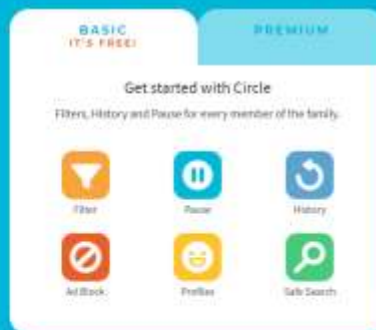 BASIC
IT'S FREE!
PREMIUM
Get started with Circle
Filters, History and Pause for every member of the family.
Filter
Pause
History
Ad Block
Profiles
Safe Search